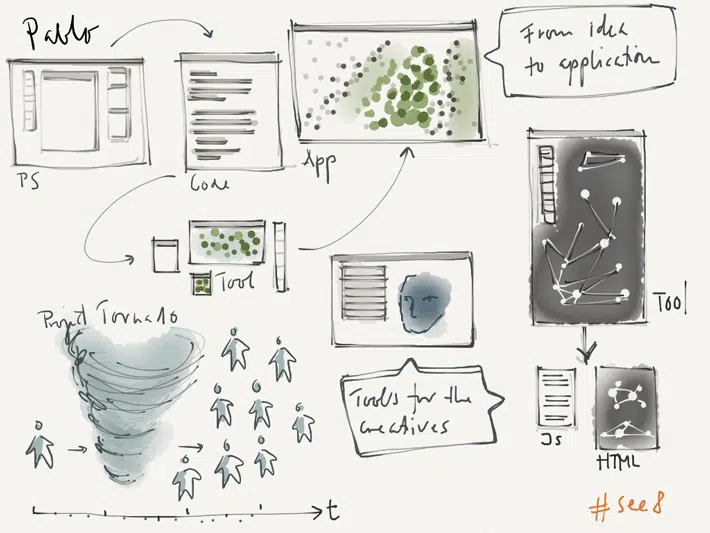 Pablo
From idea
to application
PS
Code
App
Tool
Tool
Project Tornado
Tools for the
creatives
JS
HTML
t
#see8